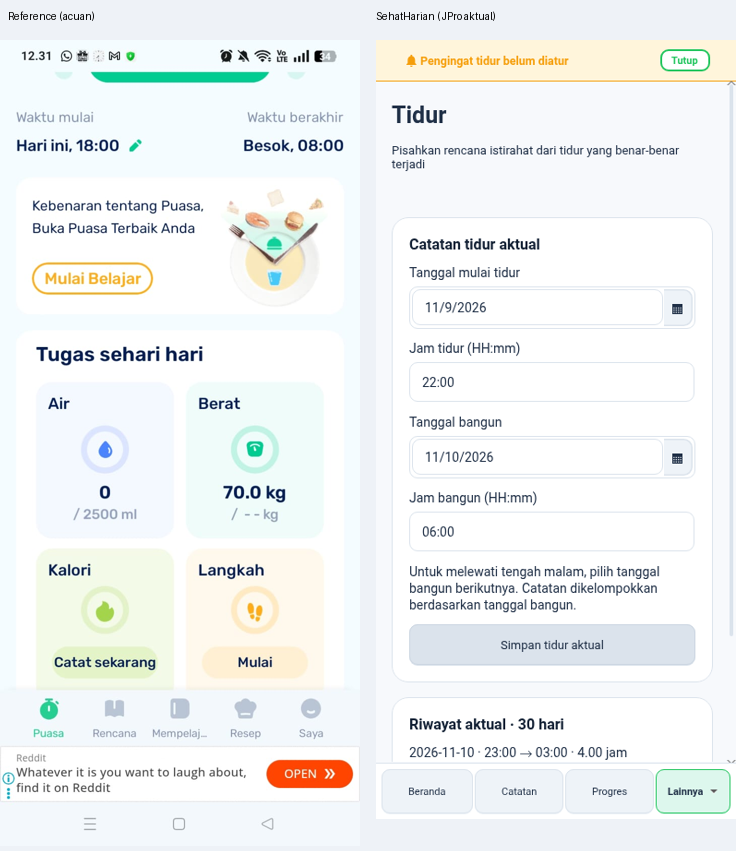 Reference (acuan)
12.31
Vo
LTE
34
Waktu mulai
Waktu berakhir
Hari ini, 18:00
Besok, 08:00
Kebenaran tentang Puasa,
Buka Puasa Terbaik Anda
Mulai Belajar
Tugas sehari hari
Air
Berat
0
70.0 kg
/ 2500 ml
/ - - kg
Kalori
Langkah
Catat sekarang
Mulai
Puasa
Rencana
Mempelaj...
Resep
Saya
Reddit
Whatever it is you want to laugh about,
find it on Reddit
OPEN
SehatHarian (JPro aktual)
Pengingat tidur belum diatur
Tutup
Tidur
Pisahkan rencana istirahat dari tidur yang benar-benar
terjadi
Catatan tidur aktual
Tanggal mulai tidur
11/9/2026
Jam tidur (HH:mm)
22:00
Tanggal bangun
11/10/2026
Jam bangun (HH:mm)
06:00
Untuk melewati tengah malam, pilih tanggal
bangun berikutnya. Catatan dikelompokkan
berdasarkan tanggal bangun.
Simpan tidur aktual
Riwayat aktual · 30 hari
2026-11-10 · 23:00 → 03:00 · 4.00 jam
Beranda
Catatan
Progres
Lainnya